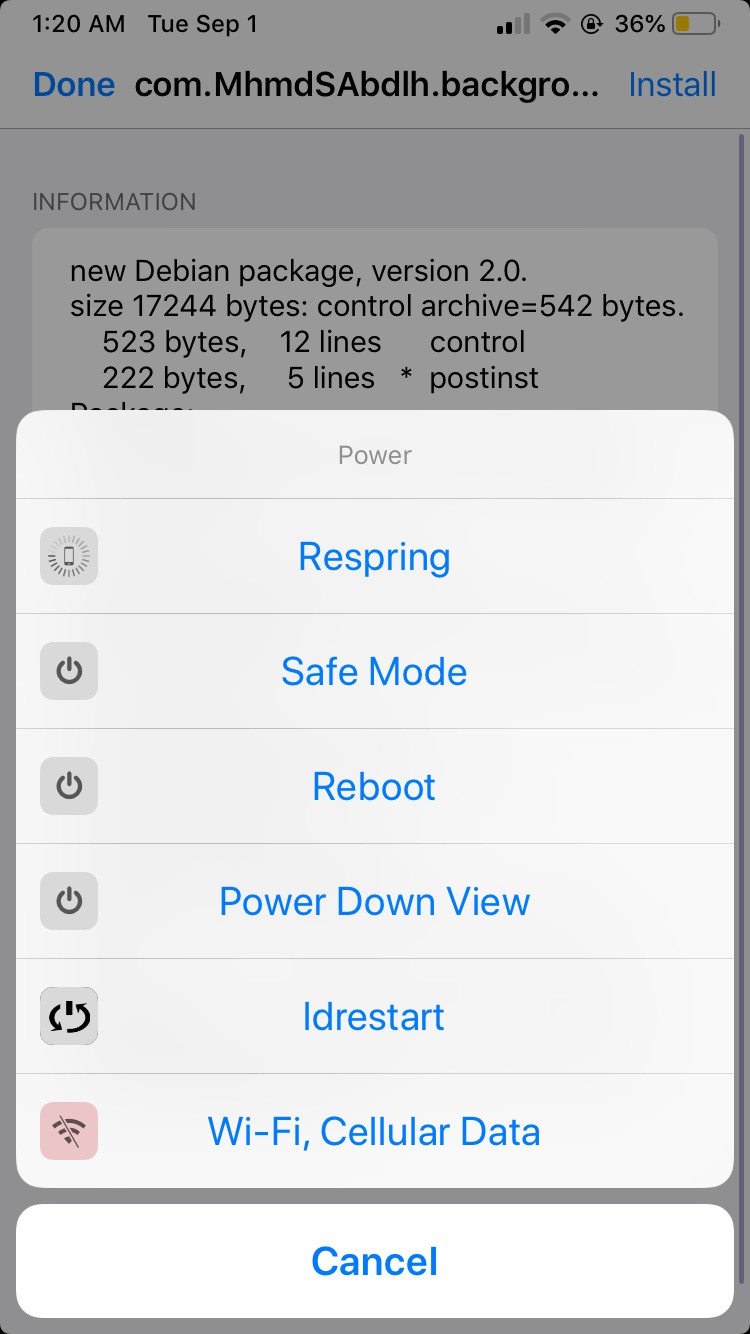 1:20 AM Tue Sep 1 36%
Done com.MhmdSAbdlh.backgro... Install
INFORMATION
new Debian package, version 2.0.
size 17244 bytes: control archive=542 bytes.
523 bytes, 12 lines control
222 bytes, 5 lines * postinst
Package:
Power
Respring
Safe Mode
Reboot
Power Down View
ldrestart
Wi-Fi, Cellular Data
Cancel